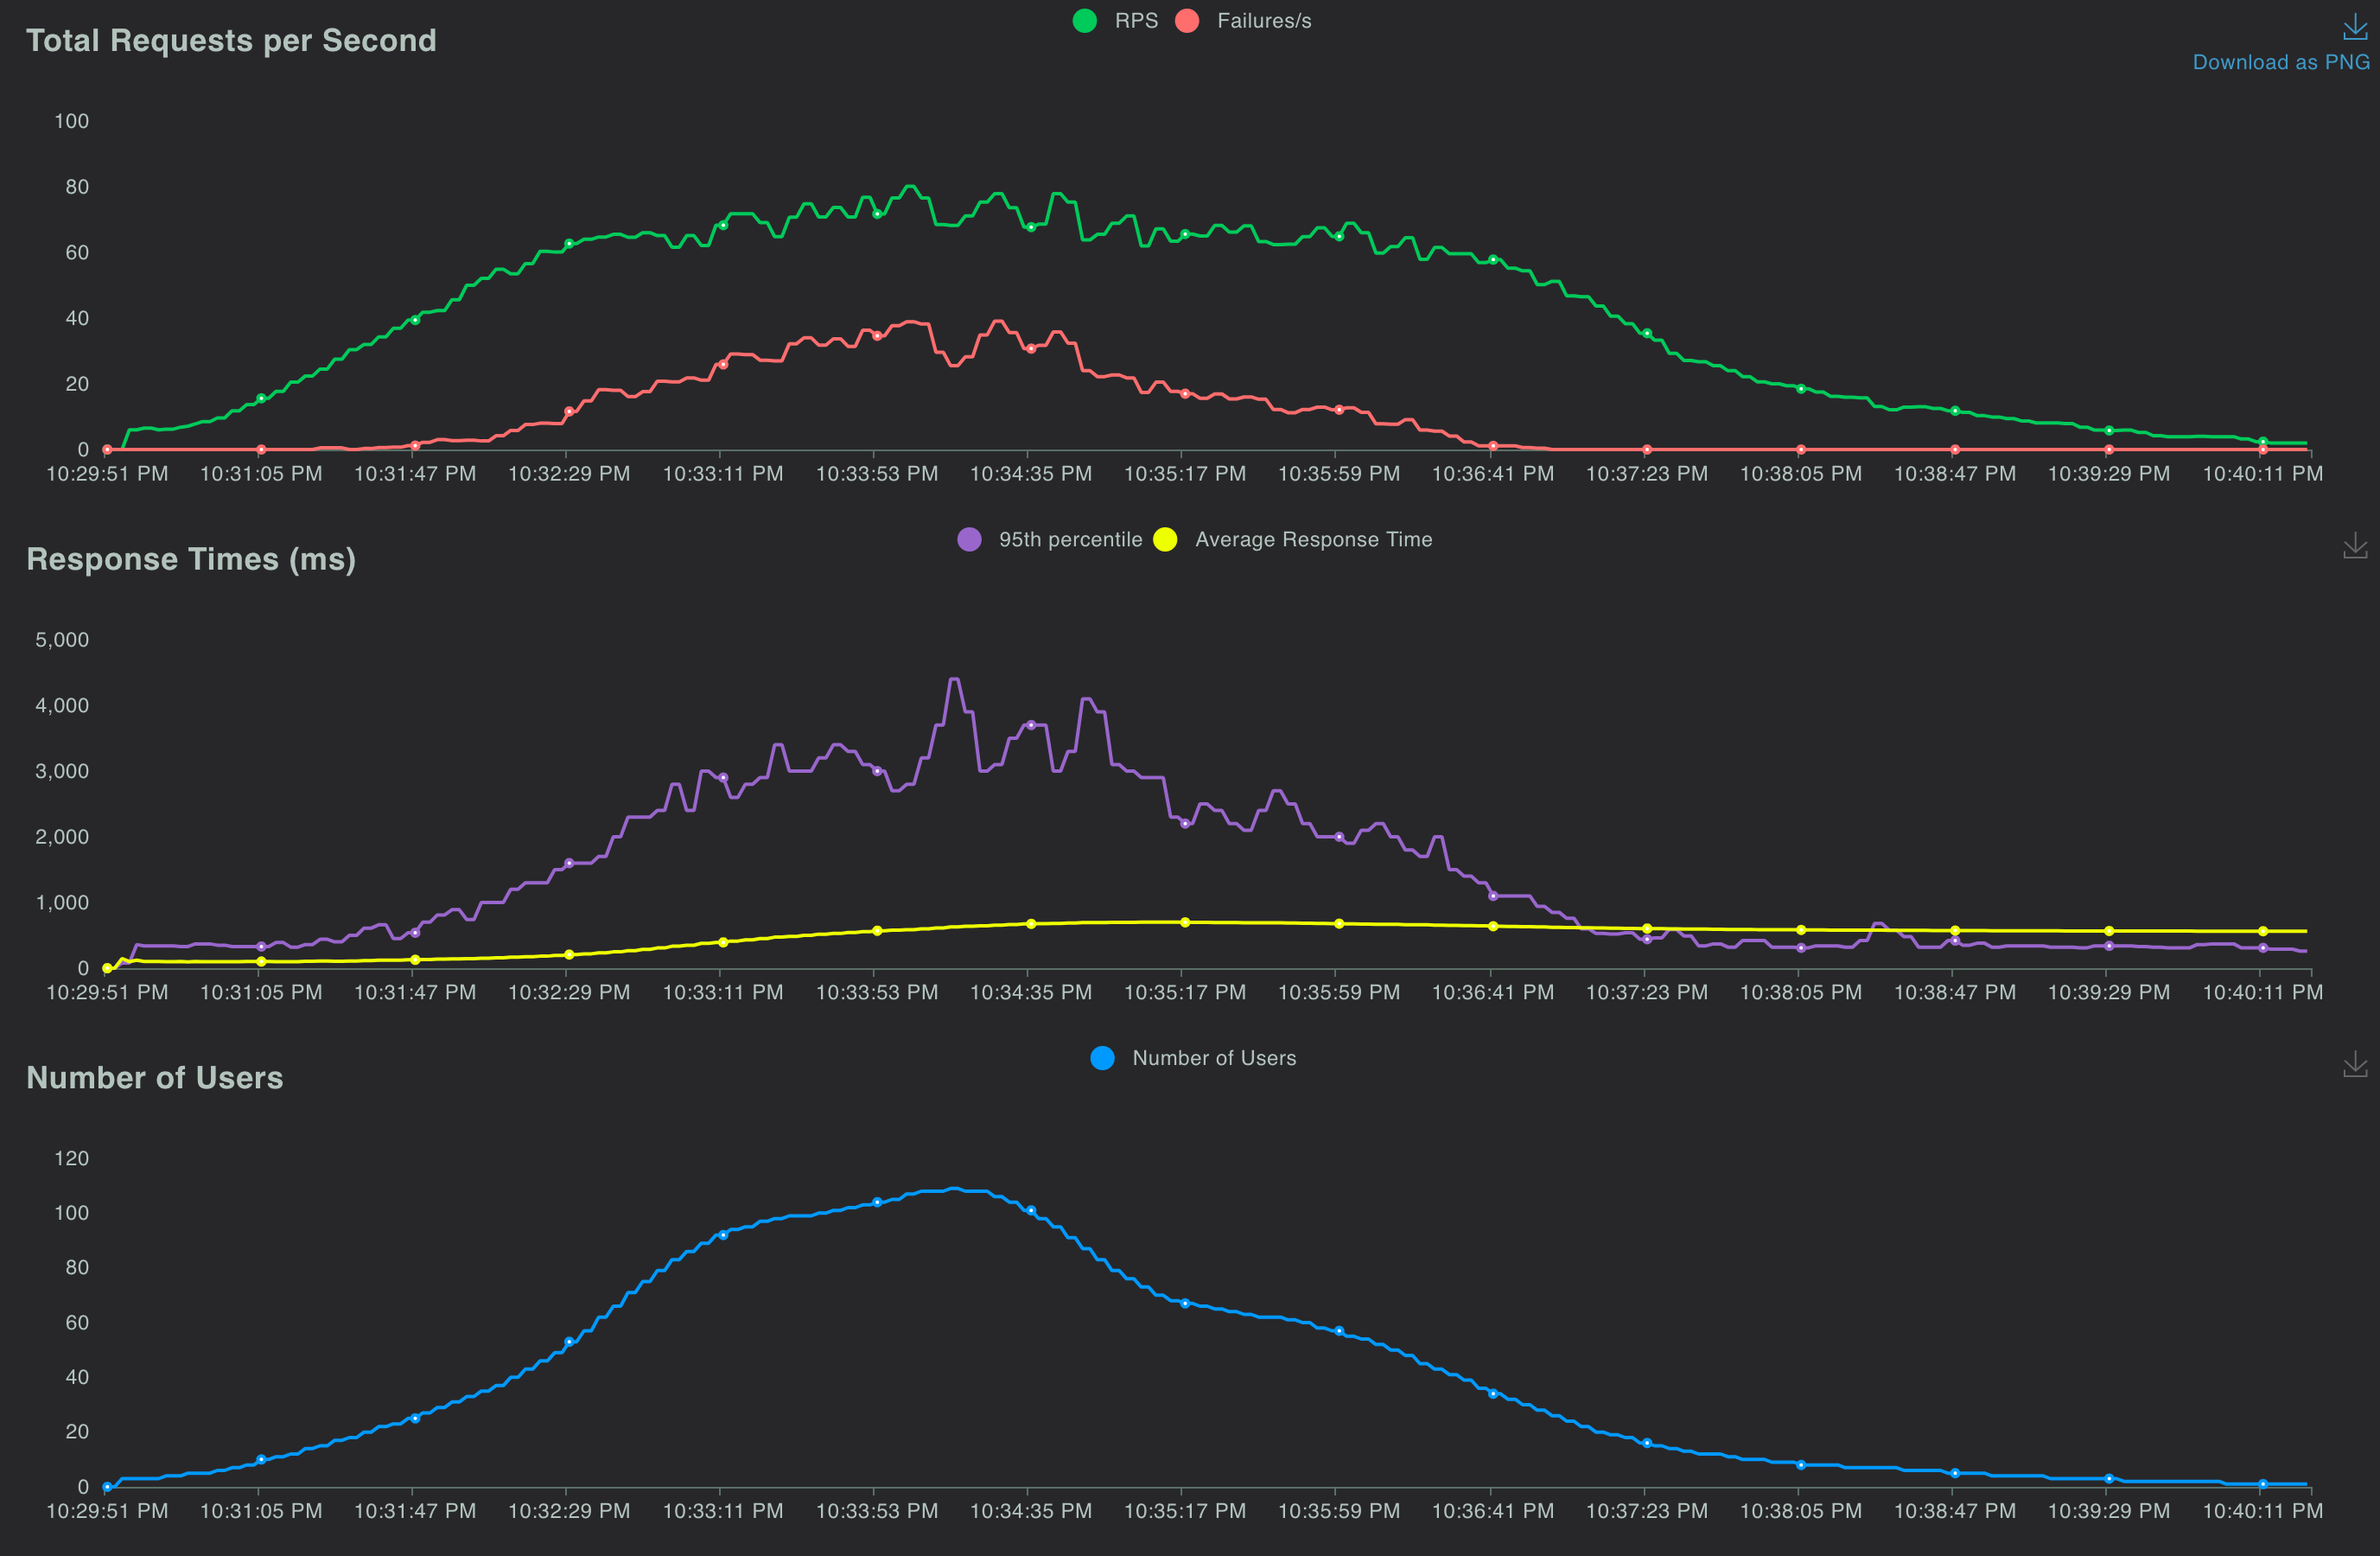 RPS Failures/s
Total Requests per Second
Download as PNG
100
80
60
40
20
0
10:29:51 PM 10:31:05 PM 10:31:47 PM 10:32:29 PM 10:33:11 PM 10:33:53 PM 10:34:35 PM 10:35:17 PM 10:35:59 PM 10:36:41 PM 10:37:23 PM 10:38:05 PM 10:38:47 PM 10:39:29 PM 10:40:11 PM
95th percentile Average Response Time
Response Times (ms)
5,000
4,000
3,000
2,000
1,000
0
10:29:51 PM 10:31:05 PM 10:31:47 PM 10:32:29 PM 10:33:11 PM 10:33:53 PM 10:34:35 PM 10:35:17 PM 10:35:59 PM 10:36:41 PM 10:37:23 PM 10:38:05 PM 10:38:47 PM 10:39:29 PM 10:40:11 PM
Number of Users
Number of Users
120
100
80
60
40
20
0
10:29:51 PM 10:31:05 PM 10:31:47 PM 10:32:29 PM 10:33:11 PM 10:33:53 PM 10:34:35 PM 10:35:17 PM 10:35:59 PM 10:36:41 PM 10:37:23 PM 10:38:05 PM 10:38:47 PM 10:39:29 PM 10:40:11 PM